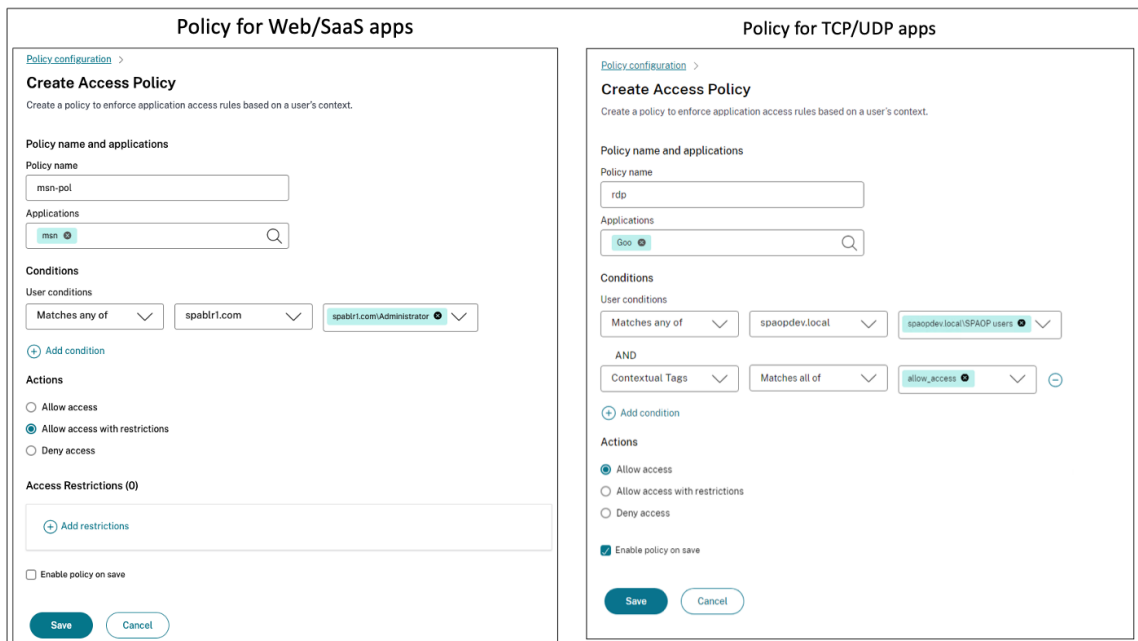 Policy for Web/SaaS apps
Policy configuration >
Create Access Policy
Create a policy to enforce application access rules based on a user's context.
Policy name and applications
Policy name
msn-pol
Applications
msn
Conditions
User conditions
Matches any of spablr1.com spablr1.com\Administrator
Add condition
Actions
Allow access
Allow access with restrictions
Deny access
Access Restrictions (0)
Add restrictions
Enable policy on save
Save Cancel
Policy for TCP/UDP apps
Policy configuration >
Create Access Policy
Create a policy to enforce application access rules based on a user's context.
Policy name and applications
Policy name
rdp
Applications
Goo
Conditions
User conditions
Matches any of spaopdev.local spaopdev.local\SPAOP users
AND
Contextual Tags Matches all of allow_access
Add condition
Actions
Allow access
Allow access with restrictions
Deny access
Enable policy on save
Save Cancel